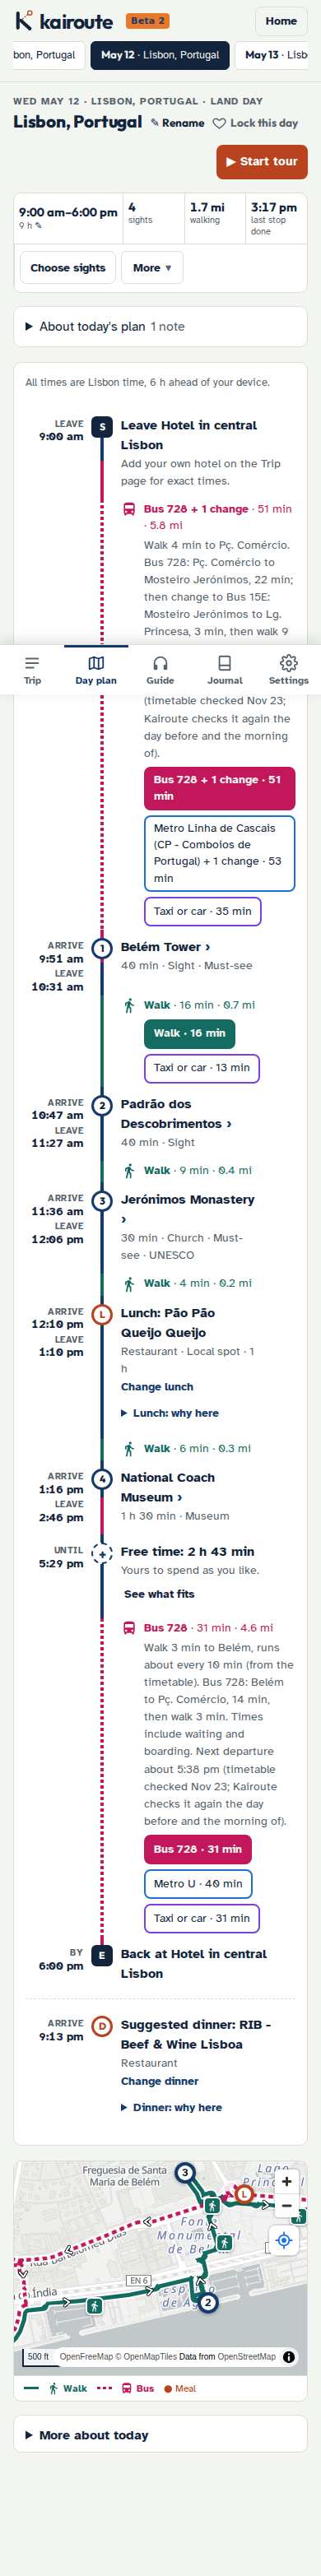 kairoute Beta 2 Home
bon, Portugal May 12 · Lisbon, Portugal May 13 · Lisb
WED MAY 12 · LISBON, PORTUGAL · LAND DAY
Lisbon, Portugal ✎ Rename ♡ Lock this day
▶ Start tour
9:00 am–6:00 pm 4 1.7 mi 3:17 pm
9 h ✎ sights walking last stop
done
Choose sights More ▾
▶ About today's plan 1 note
All times are Lisbon time, 6 h ahead of your device.
LEAVE S Leave Hotel in central
9:00 am Lisbon
Add your own hotel on the Trip
page for exact times.
Bus 728 + 1 change · 51 min
· 5.8 mi
Walk 4 min to Pç. Comércio.
Bus 728: Pç. Comércio to
Mosteiro Jerónimos, 22 min;
then change to Bus 15E:
Mosteiro Jerónimos to Lg.
Princesa, 3 min, then walk 9
Trip Day plan Guide Journal Settings
(timetable checked Nov 23;
Kairoute checks it again the
day before and the morning
of).
Bus 728 + 1 change · 51
min
Metro Linha de Cascais
(CP - Comboios de
Portugal) + 1 change · 53
min
Taxi or car · 35 min
ARRIVE 1 Belém Tower ›
9:51 am 40 min · Sight · Must-see
LEAVE
10:31 am
Walk · 16 min · 0.7 mi
Walk · 16 min
Taxi or car · 13 min
ARRIVE 2 Padrão dos
10:47 am Descobrimentos ›
LEAVE 40 min · Sight
11:27 am
Walk · 9 min · 0.4 mi
ARRIVE 3 Jerónimos Monastery
11:36 am ›
LEAVE 30 min · Church · Must-
12:06 pm see · UNESCO
Walk · 4 min · 0.2 mi
ARRIVE L Lunch: Pão Pão
12:10 pm Queijo Queijo
LEAVE Restaurant · Local spot · 1
1:10 pm h
Change lunch
▶ Lunch: why here
Walk · 6 min · 0.3 mi
ARRIVE 4 National Coach
1:16 pm Museum ›
LEAVE 1 h 30 min · Museum
2:46 pm
UNTIL + Free time: 2 h 43 min
5:29 pm Yours to spend as you like.
See what fits
Bus 728 · 31 min · 4.6 mi
Walk 3 min to Belém, runs
about every 10 min (from the
timetable). Bus 728: Belém
to Pç. Comércio, 14 min,
then walk 3 min. Times
include waiting and
boarding. Next departure
about 5:38 pm (timetable
checked Nov 23; Kairoute
checks it again the day
before and the morning of).
Bus 728 · 31 min
Metro U · 40 min
Taxi or car · 31 min
BY E Back at Hotel in central
6:00 pm Lisbon
ARRIVE D Suggested dinner: RIB -
9:13 pm Beef & Wine Lisboa
Restaurant
Change dinner
▶ Dinner: why here
Freguesia de Santa
Maria de Belém
3
L
EN 6
2
500 ft OpenFreeMap © OpenMapTiles Data from OpenStreetMap
Walk Bus Meal
▶ More about today